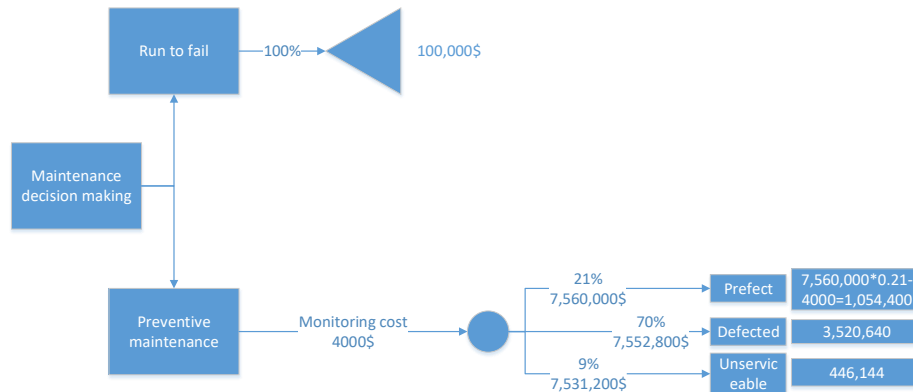 Run to fail
100%
100,000$
Maintenance
decision making
Preventive
maintenance
Monitoring cost
4000$
21%
7,560,000$
Prefect
7,560,000*0.21-
4000=1,054,400
70%
7,552,800$
Defected
3,520,640
9%
7,531,200$
Unservic
eable
446,144